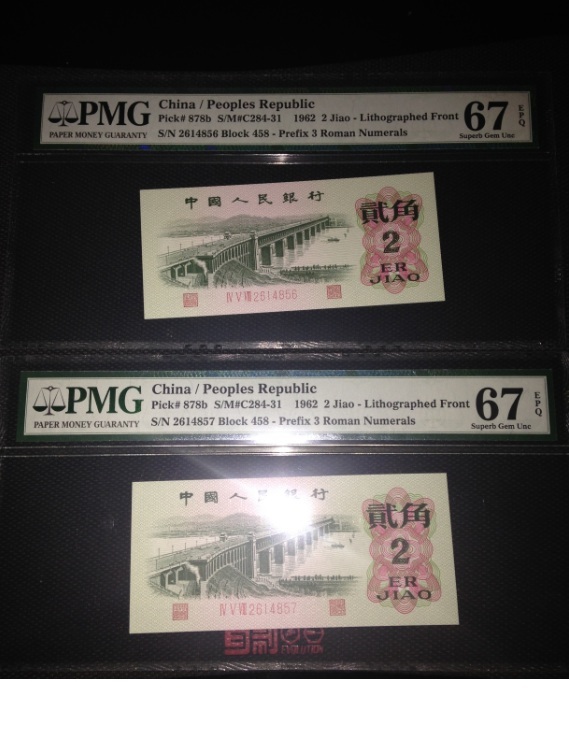 PMG
PAPER MONEY GUARANTY
China / Peoples Republic
Pick# 878b S/M#C284-31 1962 2 Jiao - Lithographed Front
S/N 2614856 Block 458 - Prefix 3 Roman Numerals
67
EPQ
Superb Gem Unc
中國人民銀行
貳角
2
ER
JIAO
Ⅳ Ⅴ Ⅷ 2614856
PMG
PAPER MONEY GUARANTY
China / Peoples Republic
Pick# 878b S/M#C284-31 1962 2 Jiao - Lithographed Front
S/N 2614857 Block 458 - Prefix 3 Roman Numerals
67
EPQ
Superb Gem Unc
中國人民銀行
貳角
2
ER
JIAO
Ⅳ Ⅴ Ⅷ 2614857